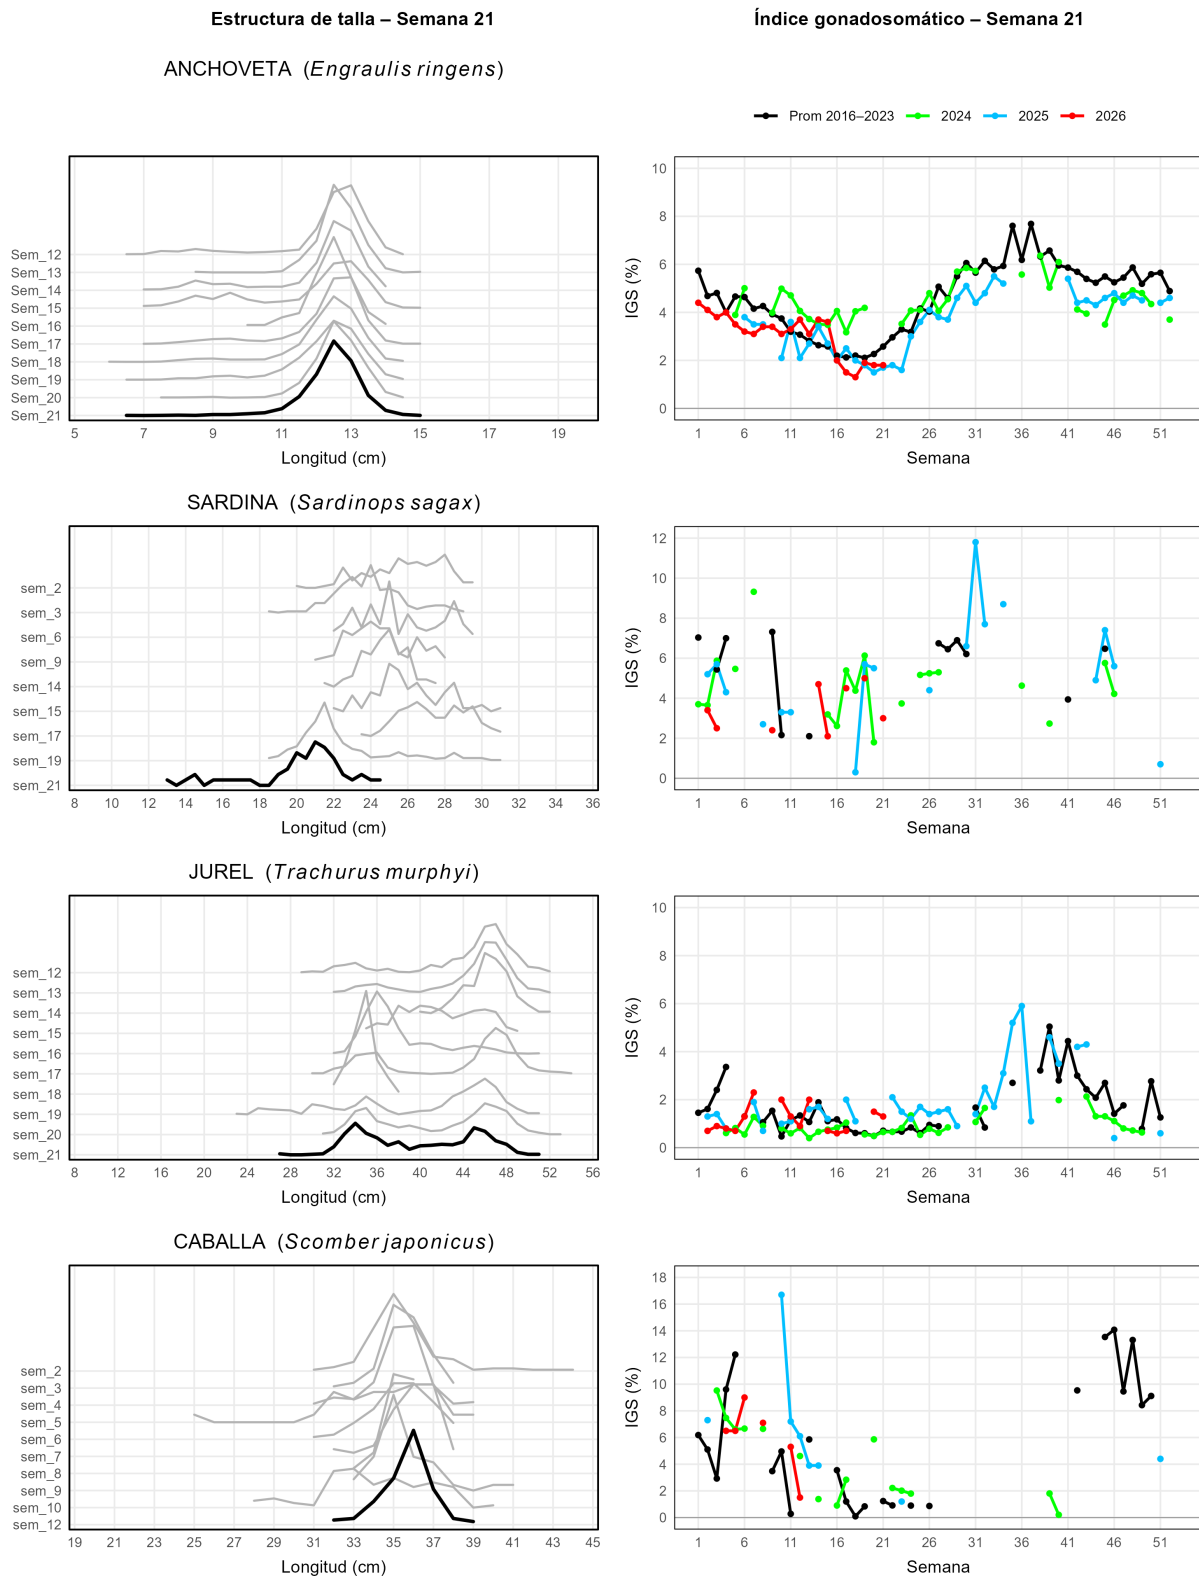 Estructura de talla – Semana 21
Índice gonadosomático – Semana 21
ANCHOVETA (Engraulis ringens)
Prom 2016–2023 2024 2025 2026
Sem_12
Sem_13
Sem_14
Sem_15
Sem_16
Sem_17
Sem_18
Sem_19
Sem_20
Sem_21
5 7 9 11 13 15 17 19
Longitud (cm)
IGS (%)
10
8
6
4
2
0
1 6 11 16 21 26 31 36 41 46 51
Semana
SARDINA (Sardinops sagax)
sem_2
sem_3
sem_6
sem_9
sem_14
sem_15
sem_17
sem_19
sem_21
8 10 12 14 16 18 20 22 24 26 28 30 32 34 36
Longitud (cm)
IGS (%)
12
10
8
6
4
2
0
1 6 11 16 21 26 31 36 41 46 51
Semana
JUREL (Trachurus murphyi)
sem_12
sem_13
sem_14
sem_15
sem_16
sem_17
sem_18
sem_19
sem_20
sem_21
8 12 16 20 24 28 32 36 40 44 48 52 56
Longitud (cm)
IGS (%)
10
8
6
4
2
0
1 6 11 16 21 26 31 36 41 46 51
Semana
CABALLA (Scomber japonicus)
sem_2
sem_3
sem_4
sem_5
sem_6
sem_7
sem_8
sem_9
sem_10
sem_12
19 21 23 25 27 29 31 33 35 37 39 41 43 45
Longitud (cm)
IGS (%)
18
16
14
12
10
8
6
4
2
0
1 6 11 16 21 26 31 36 41 46 51
Semana